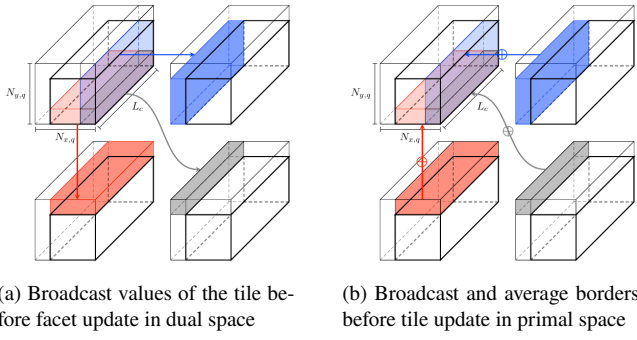 N_{y,q}
L_c
N_{x,q}
N_{y,q}
L_c
N_{x,q}
(a) Broadcast values of the tile be-
fore facet update in dual space
(b) Broadcast and average borders
before tile update in primal space